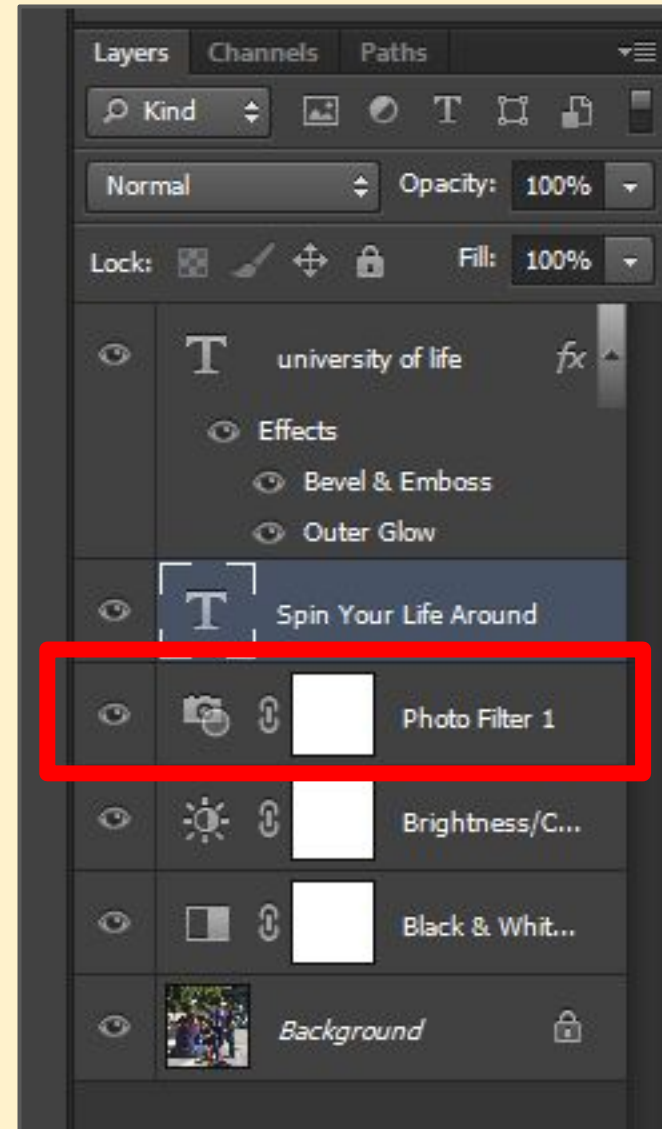 Layers Channels Paths
Kind T
Normal Opacity: 100%
Lock: Fill: 100%
T university of life fx
Effects
Bevel & Emboss
Outer Glow
T Spin Your Life Around
Photo Filter 1
Brightness/C...
Black & Whit...
Background